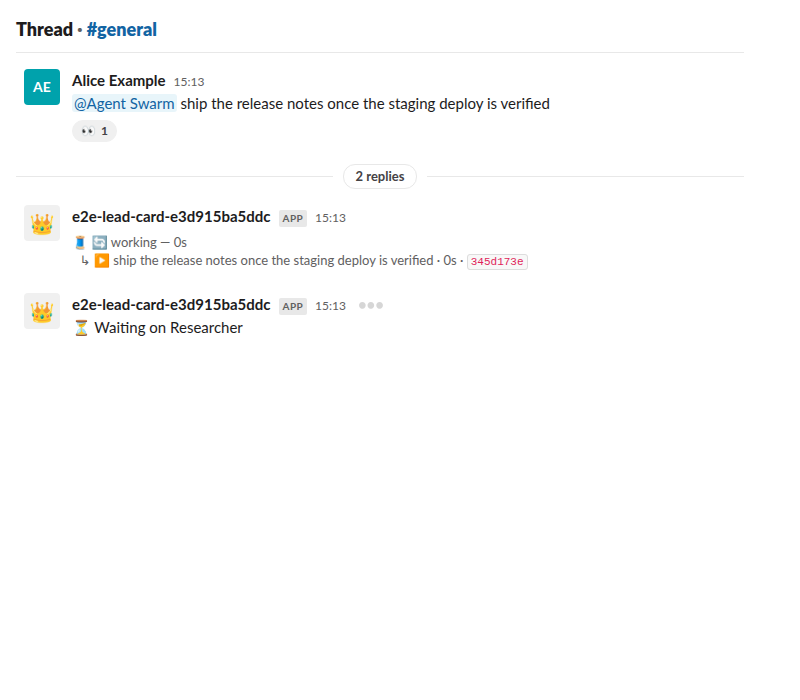 Thread • #general
AE
Alice Example 15:13
@Agent Swarm ship the release notes once the staging deploy is verified
👀 1
2 replies
e2e-lead-card-e3d915ba5ddc APP 15:13
🧵 🔄 working — 0s
↳ ▶️ ship the release notes once the staging deploy is verified · 0s · 345d173e
e2e-lead-card-e3d915ba5ddc APP 15:13
⏳ Waiting on Researcher